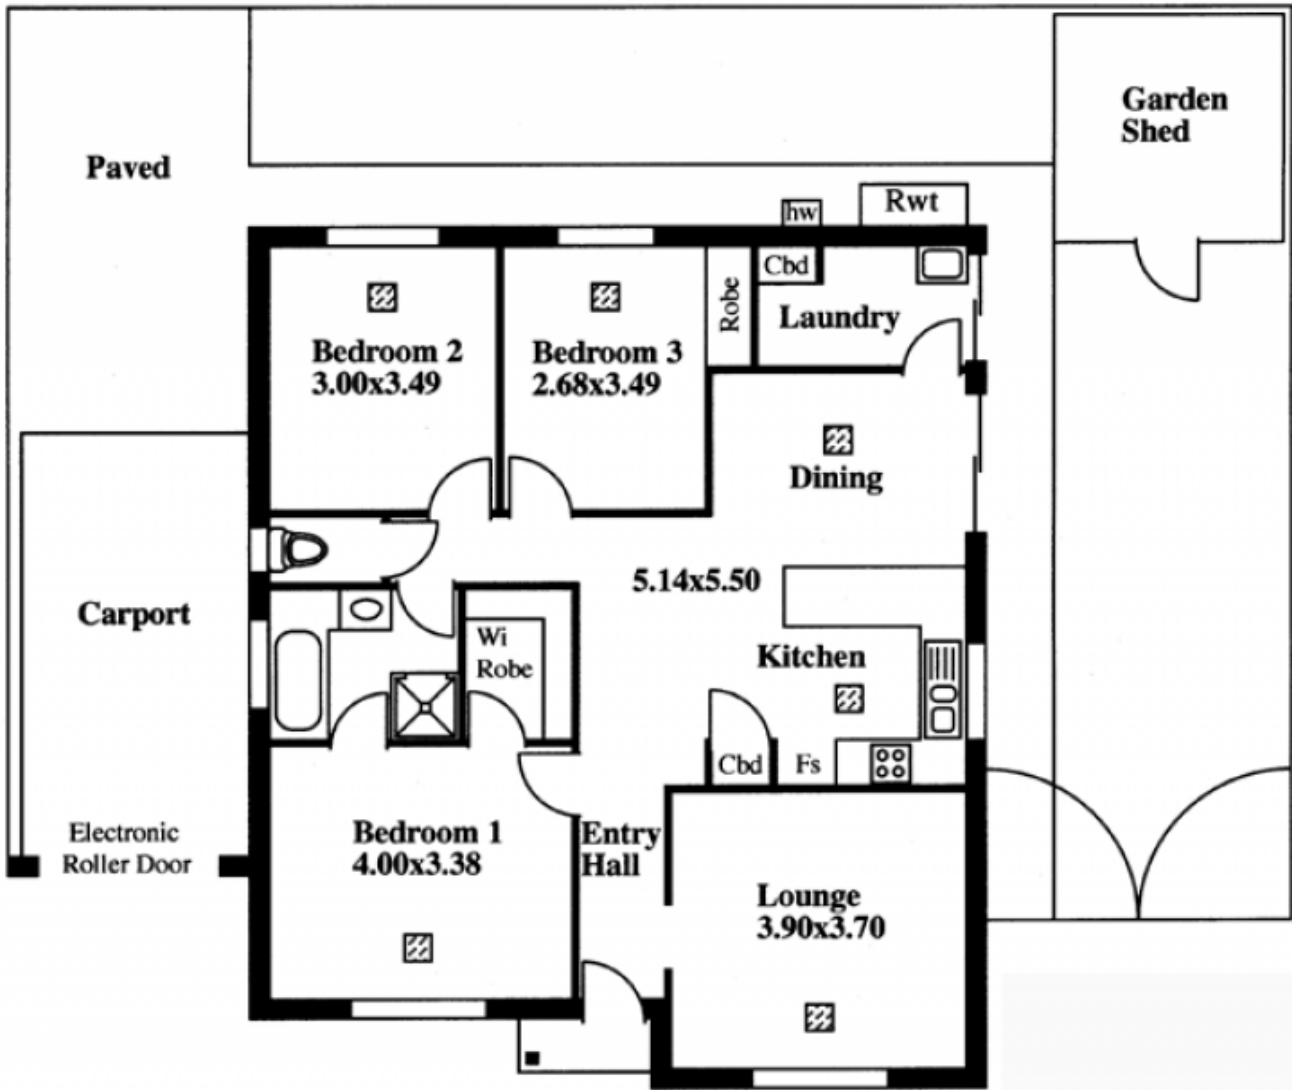 Garden
Shed
Paved
hw
Rwt
Cbd
Robe
Laundry
Bedroom 2
3.00x3.49
Bedroom 3
2.68x3.49
Dining
5.14x5.50
Carport
Wi
Robe
Kitchen
Cbd
Fs
Electronic
Roller Door
Bedroom 1
4.00x3.38
Entry
Hall
Lounge
3.90x3.70